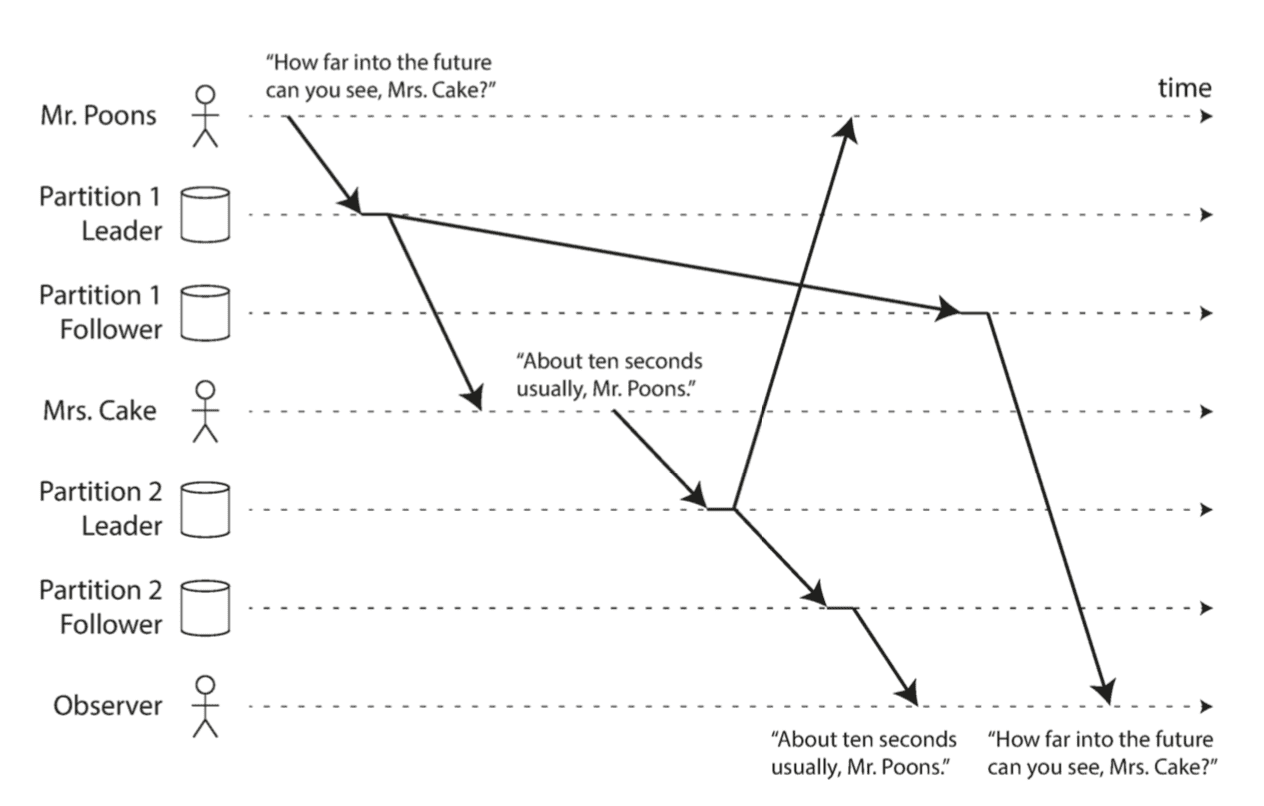 “How far into the future
can you see, Mrs. Cake?”
time
Mr. Poons
Partition 1
Leader
Partition 1
Follower
“About ten seconds
usually, Mr. Poons.”
Mrs. Cake
Partition 2
Leader
Partition 2
Follower
Observer
“About ten seconds
usually, Mr. Poons.”
“How far into the future
can you see, Mrs. Cake?”